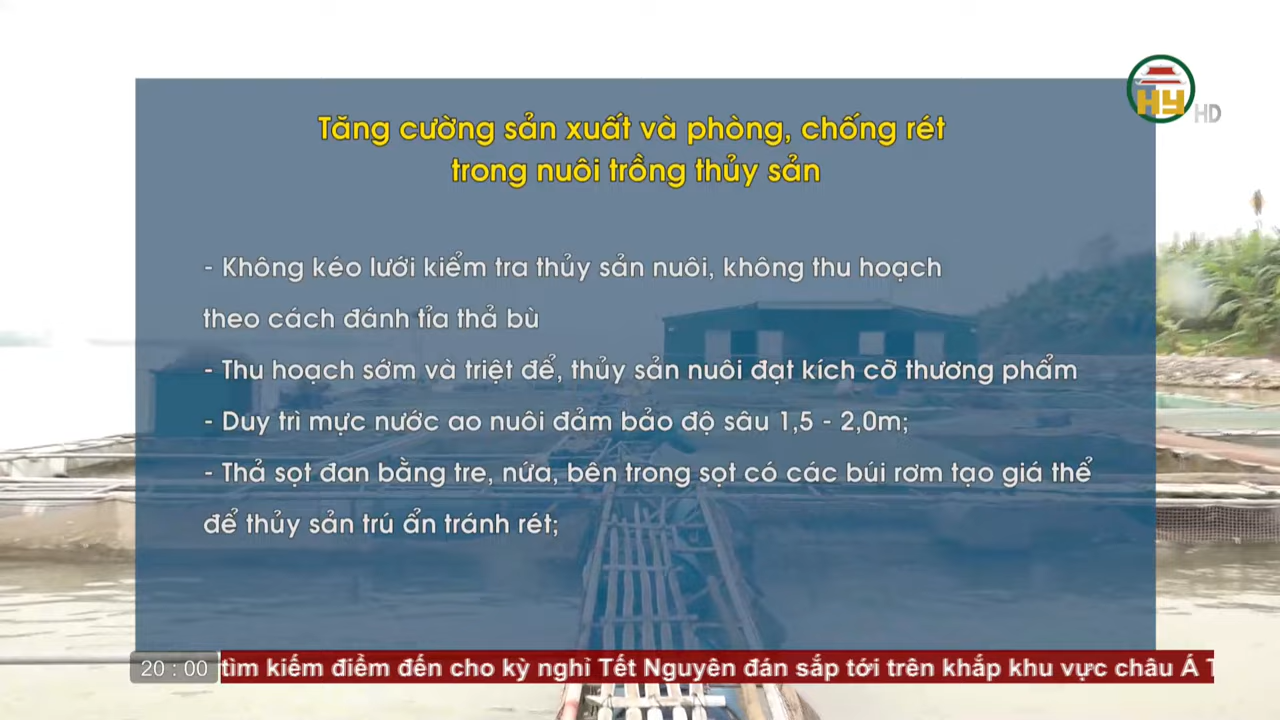 HY HD
Tăng cường sản xuất và phòng, chống rét
trong nuôi trồng thủy sản
- Không kéo lưới kiểm tra thủy sản nuôi, không thu hoạch
theo cách đánh tỉa thả bù
- Thu hoạch sớm và triệt để, thủy sản nuôi đạt kích cỡ thương phẩm
- Duy trì mực nước ao nuôi đảm bảo độ sâu 1,5 - 2,0m;
- Thả sọt đan bằng tre, nứa, bên trong sọt có các búi rơm tạo giá thể
để thủy sản trú ẩn tránh rét;
20 : 00 tìm kiếm điểm đến cho kỳ nghỉ Tết Nguyên đán sắp tới trên khắp khu vực châu Á T